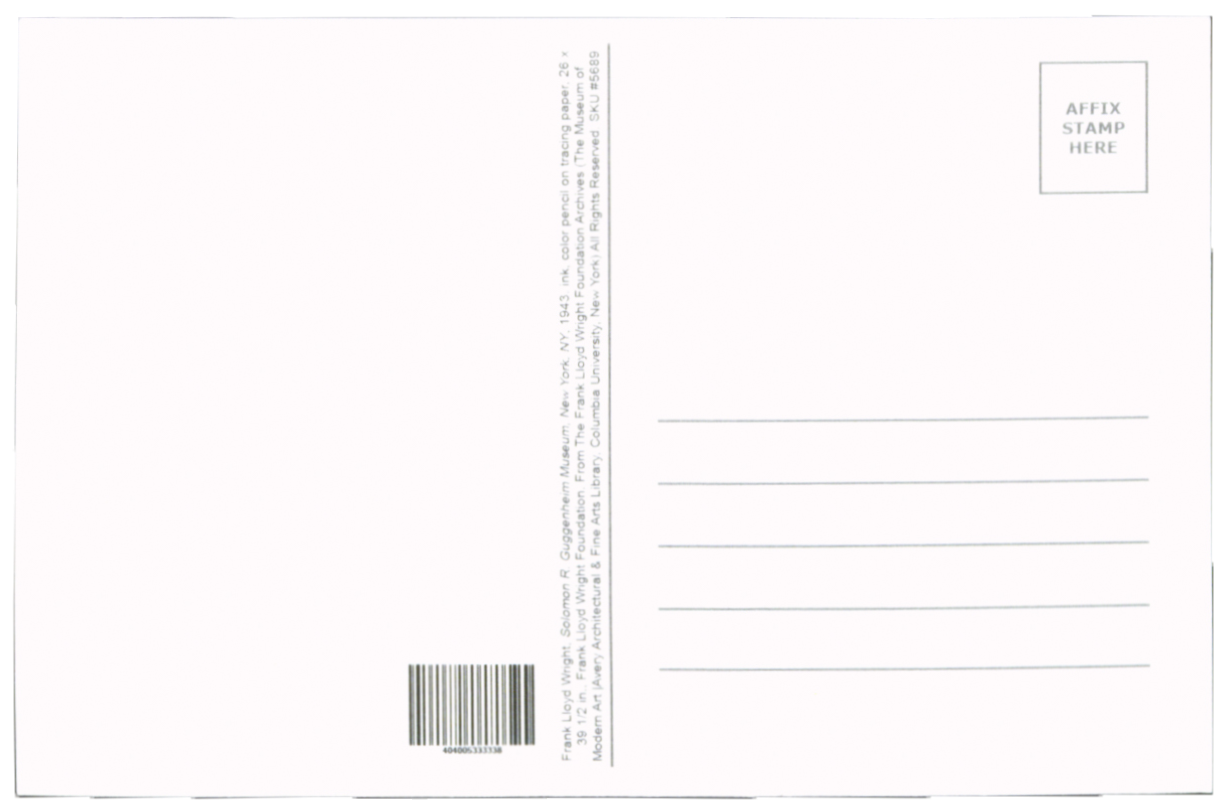 Frank Lloyd Wright, Solomon R. Guggenheim Museum, New York, NY, 1943 ink, color pencil on tracing paper, 26 x
39 1/2 in., Frank Lloyd Wright Foundation, From The Frank Lloyd Wright Foundation Archives (The Museum of
Modern Art |Avery Architectural & Fine Arts Library, Columbia University, New York) All Rights Reserved SKU #5689
AFFIX
STAMP
HERE
404005333338